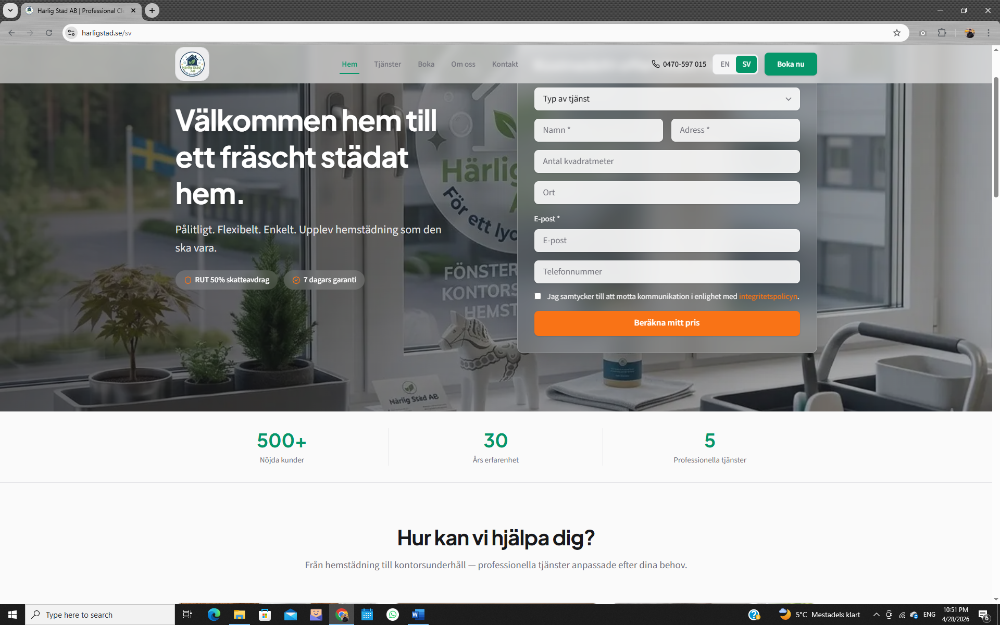 Härlig Städ AB | Professional Cl
harligstad.se/sv
Härlig Städ
AB
Hem
Tjänster
Boka
Om oss
Kontakt
0470-597 015
EN
SV
Boka nu
Välkommen hem till
ett fräscht städat
hem.
Pålitligt. Flexibelt. Enkelt. Upplev hemstädning som den
ska vara.
RUT 50% skatteavdrag
7 dagars garanti
Härlig
För ett lyc
FÖNSTER
KONTORS
HEMST
Härlig Städ AB
Typ av tjänst
Namn *
Adress *
Antal kvadratmeter
Ort
E-post *
E-post
Telefonnummer
Jag samtycker till att motta kommunikation i enlighet med integritetspolicyn.
Beräkna mitt pris
500+
Nöjda kunder
30
Års erfarenhet
5
Professionella tjänster
Hur kan vi hjälpa dig?
Från hemstädning till kontorsunderhåll — professionella tjänster anpassade efter dina behov.
Type here to search
5°C Mestadels klart
ENG
10:51 PM
4/28/2026
6